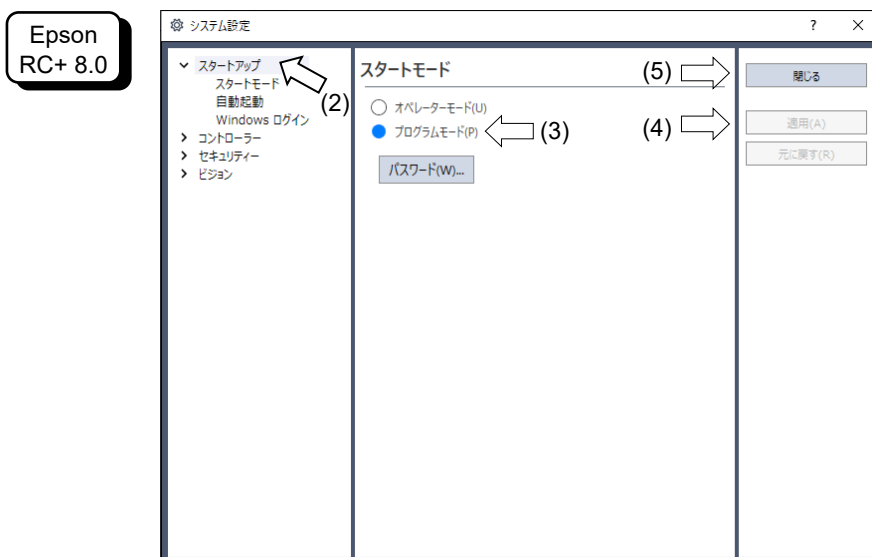 Epson
RC+ 8.0
システム設定
?
×
スタートアップ
スタートモード
自動起動
Windows ログイン
コントローラー
セキュリティー
ビジョン
(2)
スタートモード
オペレーターモード(U)
プログラムモード(P)
(3)
パスワード(W)...
(5)
閉じる
(4)
適用(A)
元に戻す(R)